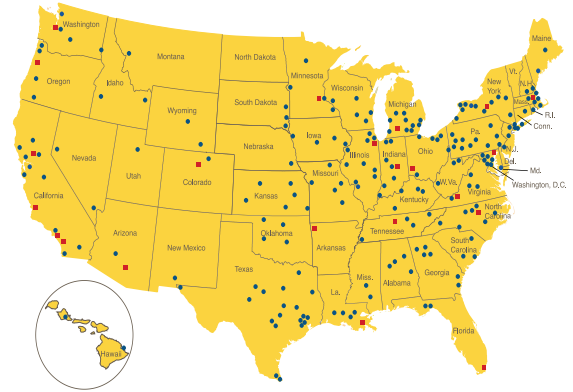 Washington
Oregon
California
Idaho
Nevada
Montana
Wyoming
Utah
Arizona
Colorado
New Mexico
North Dakota
South Dakota
Nebraska
Kansas
Oklahoma
Texas
Minnesota
Iowa
Missouri
Arkansas
La.
Wisconsin
Illinois
Michigan
Indiana
Ohio
Kentucky
Tennessee
Miss.
Alabama
Georgia
Florida
South
Carolina
North
Carolina
Virginia
W.Va.
Pa.
New
York
Vt.
N.H.
Maine
Mass.
R.I.
Conn.
N.J.
Del.
Md.
Washington, D.C.
Hawaii